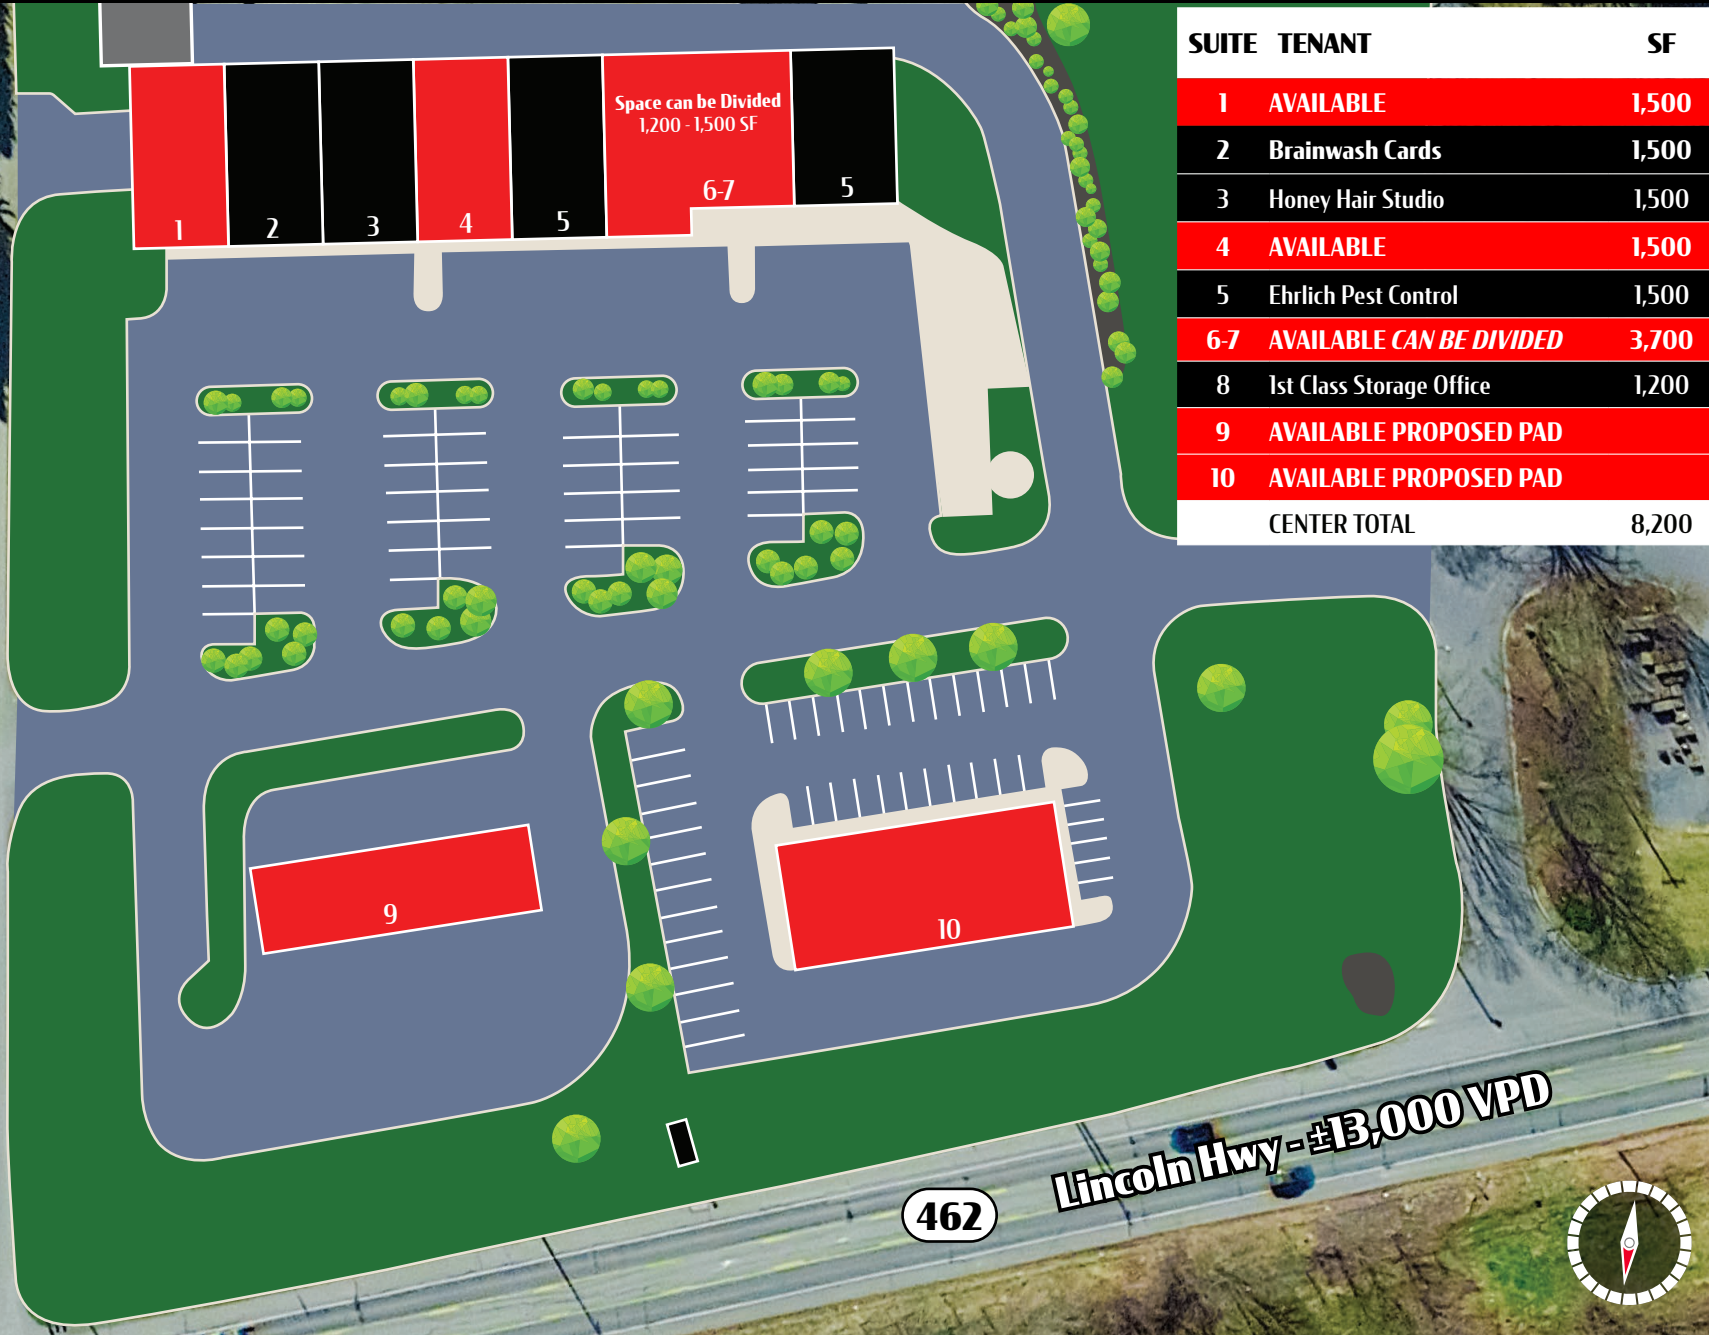 SUITE TENANT SF
1 AVAILABLE 1,500
2 Brainwash Cards 1,500
3 Honey Hair Studio 1,500
4 AVAILABLE 1,500
5 Ehrlich Pest Control 1,500
6-7 AVAILABLE CAN BE DIVIDED 3,700
8 1st Class Storage Office 1,200
9 AVAILABLE PROPOSED PAD
10 AVAILABLE PROPOSED PAD
CENTER TOTAL 8,200
Space can be Divided
1,200 - 1,500 SF
1
2
3
4
5
6-7
5
9
10
Lincoln Hwy - ±13,000 VPD
462